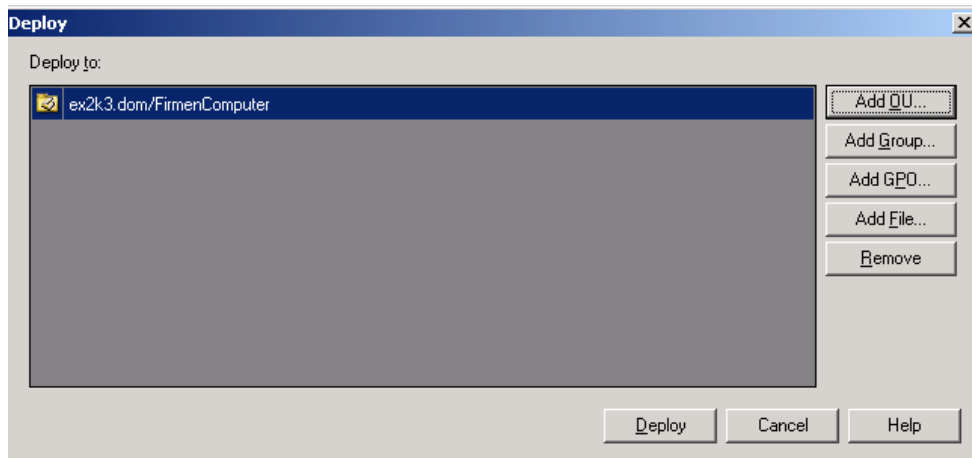 Deploy
Deploy to:
ex2k3.dom/FirmenComputer
Add OU...
Add Group...
Add GPO...
Add File...
Remove
Deploy
Cancel
Help